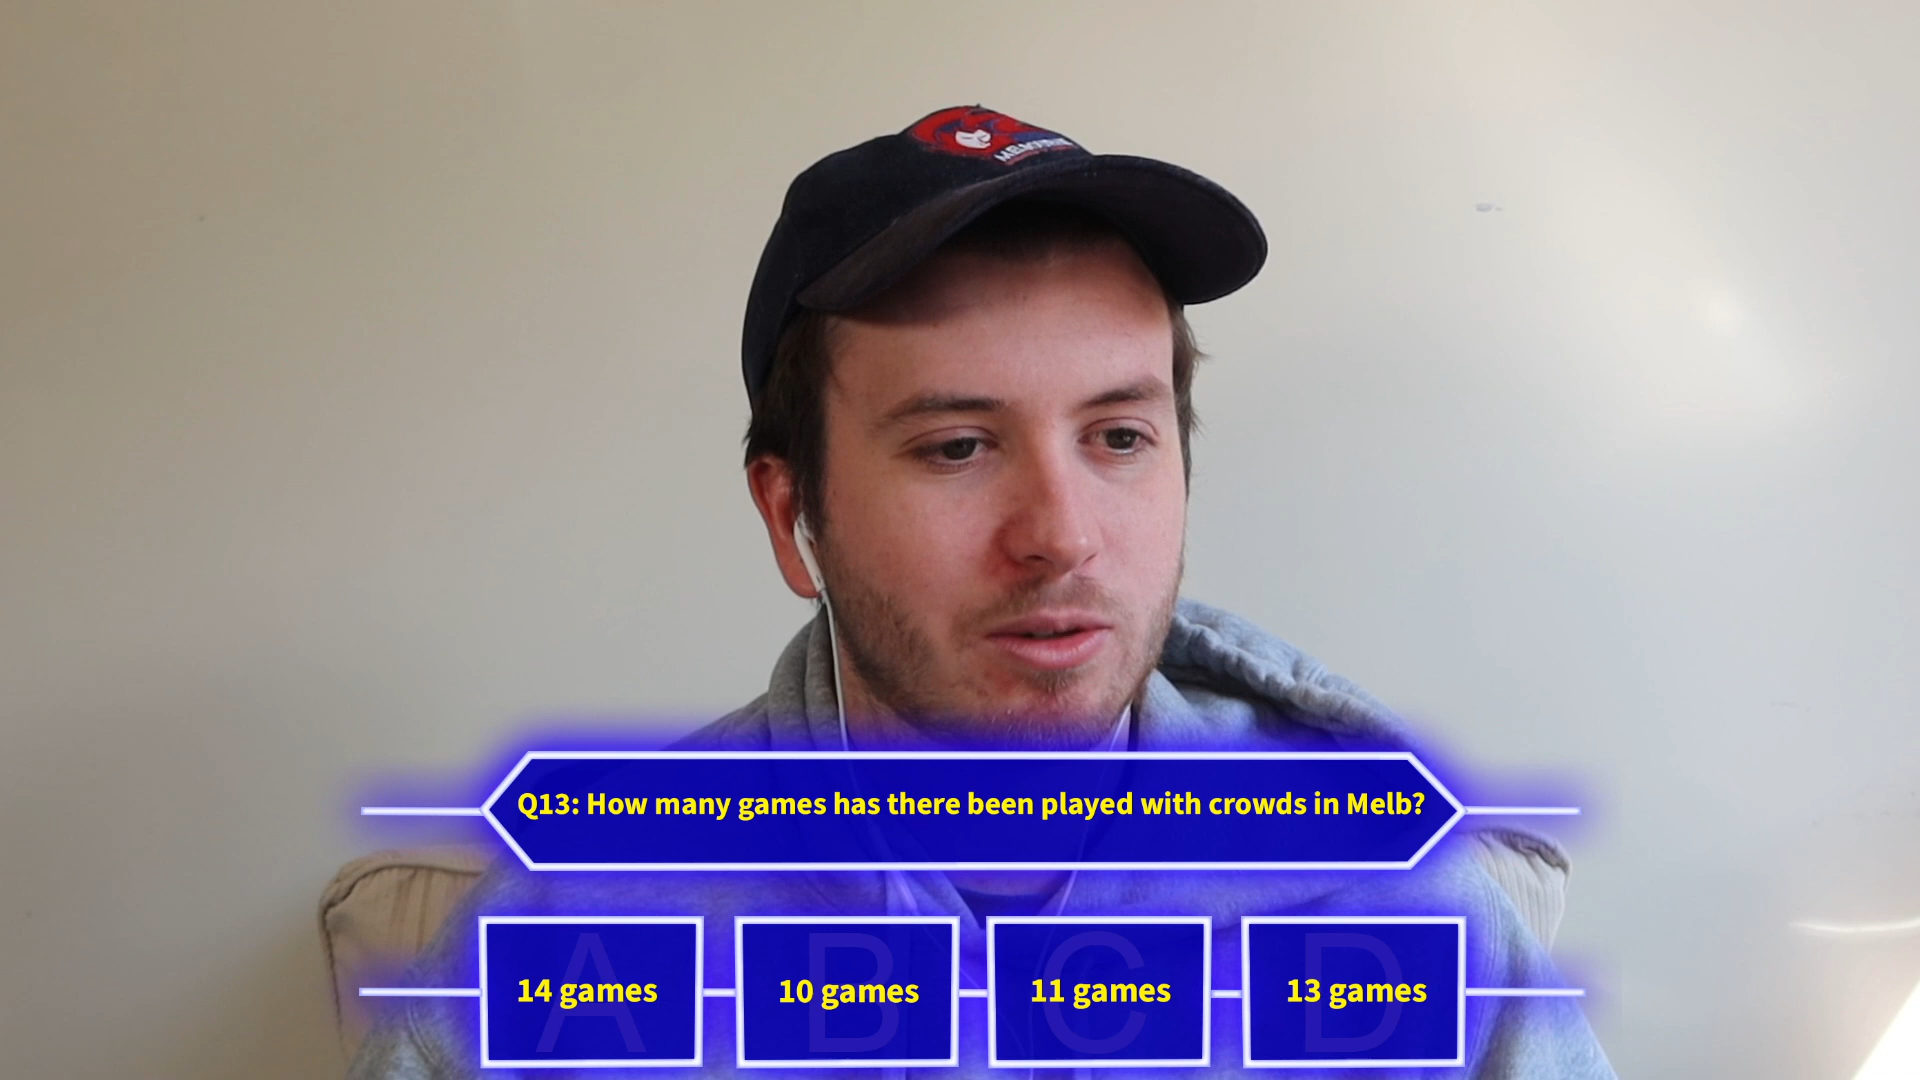 MELBOURNE
Q13: How many games has there been played with crowds in Melb?
A
14 games
B
10 games
C
11 games
D
13 games